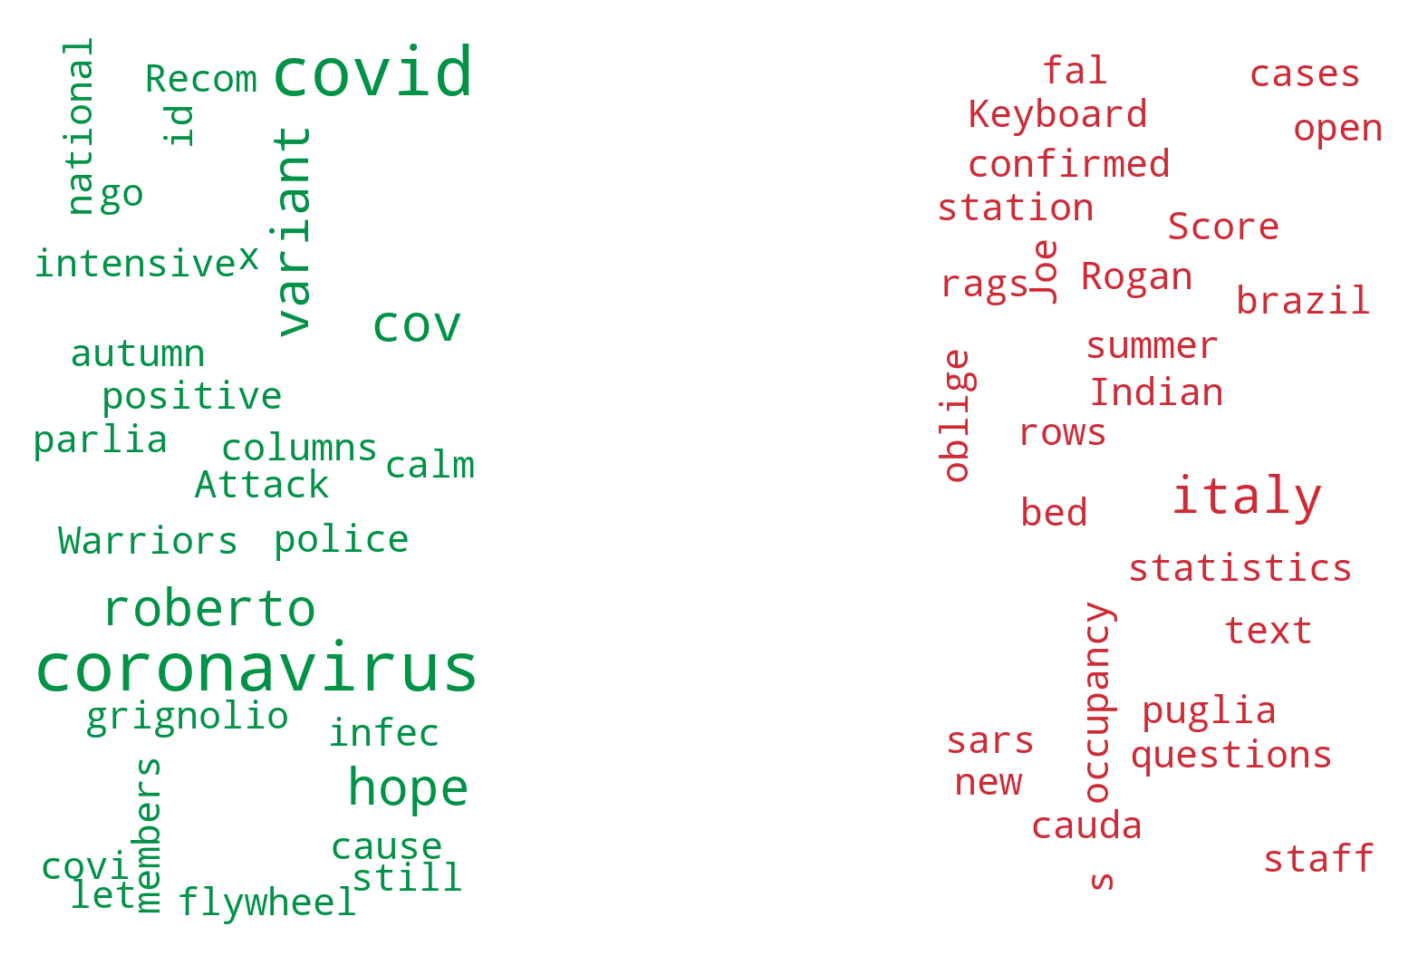 national
Recom
covid
id
variant
go
intensive
x
cov
autumn
positive
parlia
columns
calm
Attack
Warriors
police
roberto
coronavirus
grignolio
infec
members
hope
cause
covi
still
let
flywheel
fal
cases
Keyboard
open
confirmed
station
Score
Joe
rags
Rogan
brazil
summer
oblige
Indian
rows
italy
bed
statistics
occupancy
text
puglia
sars
questions
new
cauda
staff
s